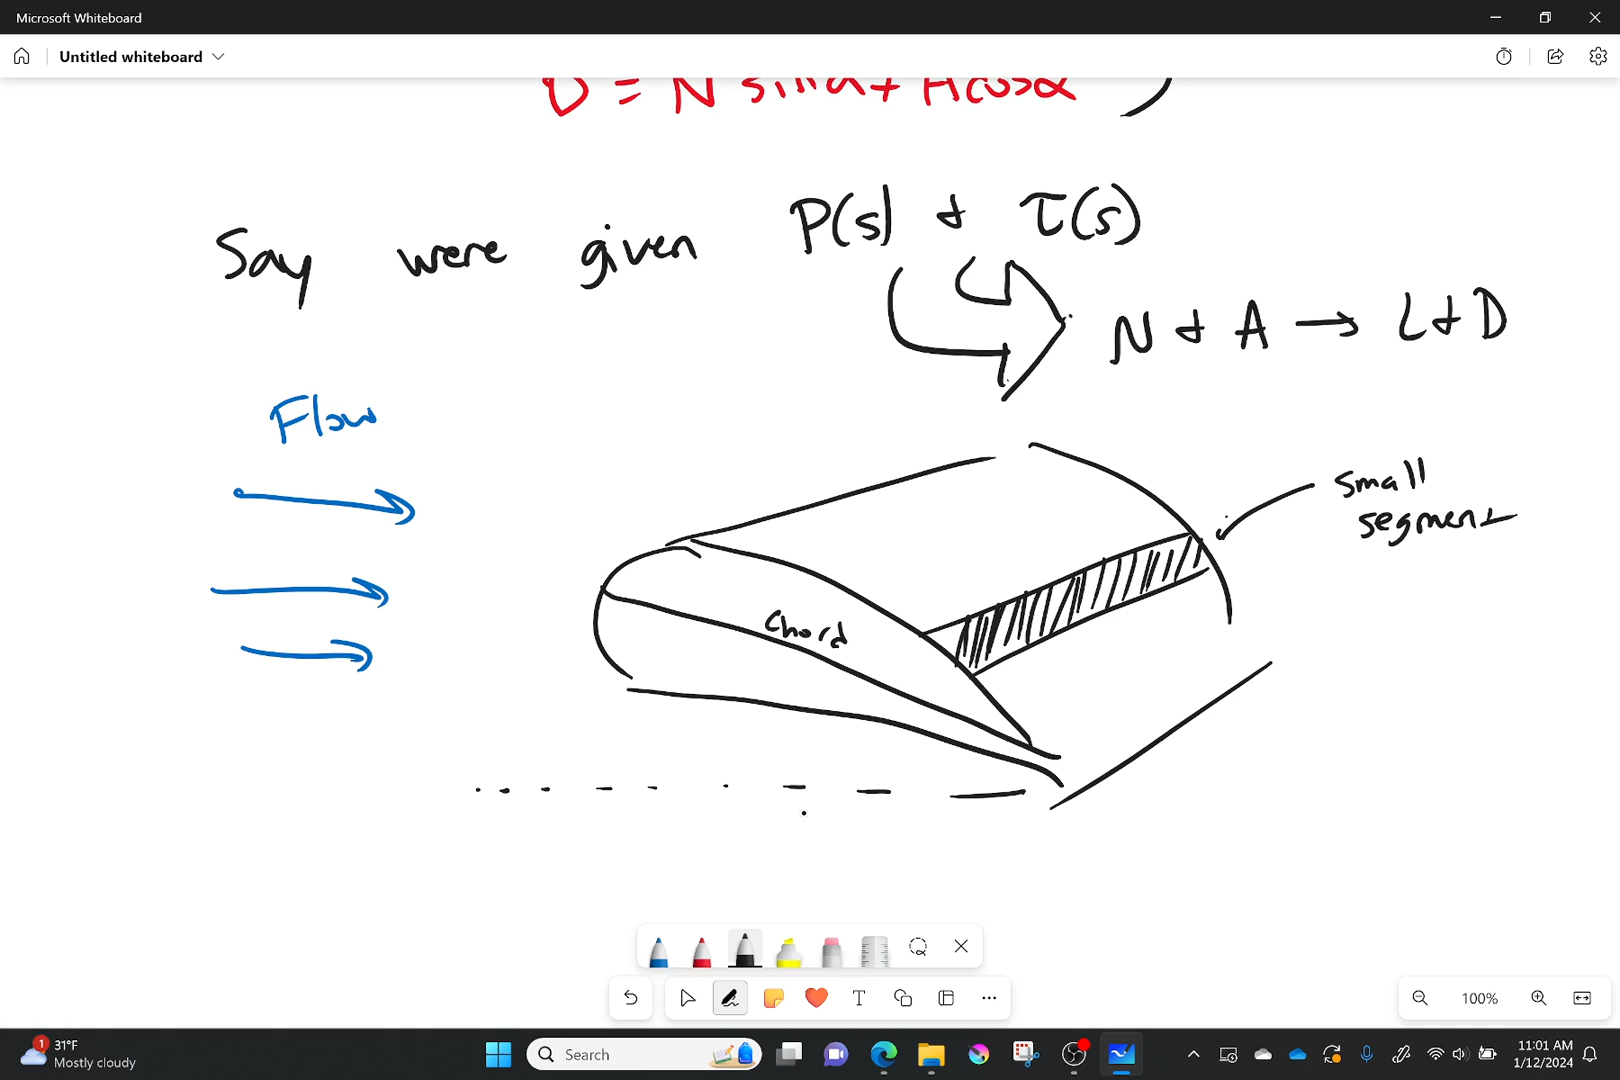 Microsoft Whiteboard
Untitled whiteboard
D = N sinα + A cosα )
Say were given P(s) & τ(s)
N & A → L & D
Flow
small
segment
Chord
100%
1
31°F
Mostly cloudy
Search
11:01 AM
1/12/2024